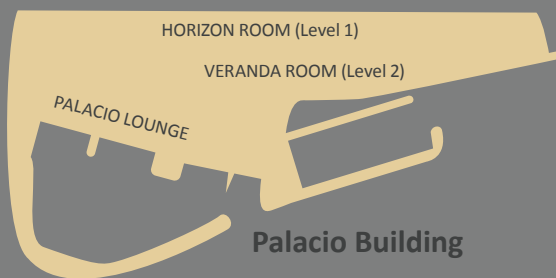 HORIZON ROOM (Level 1)
VERANDA ROOM (Level 2)
PALACIO LOUNGE
Palacio Building